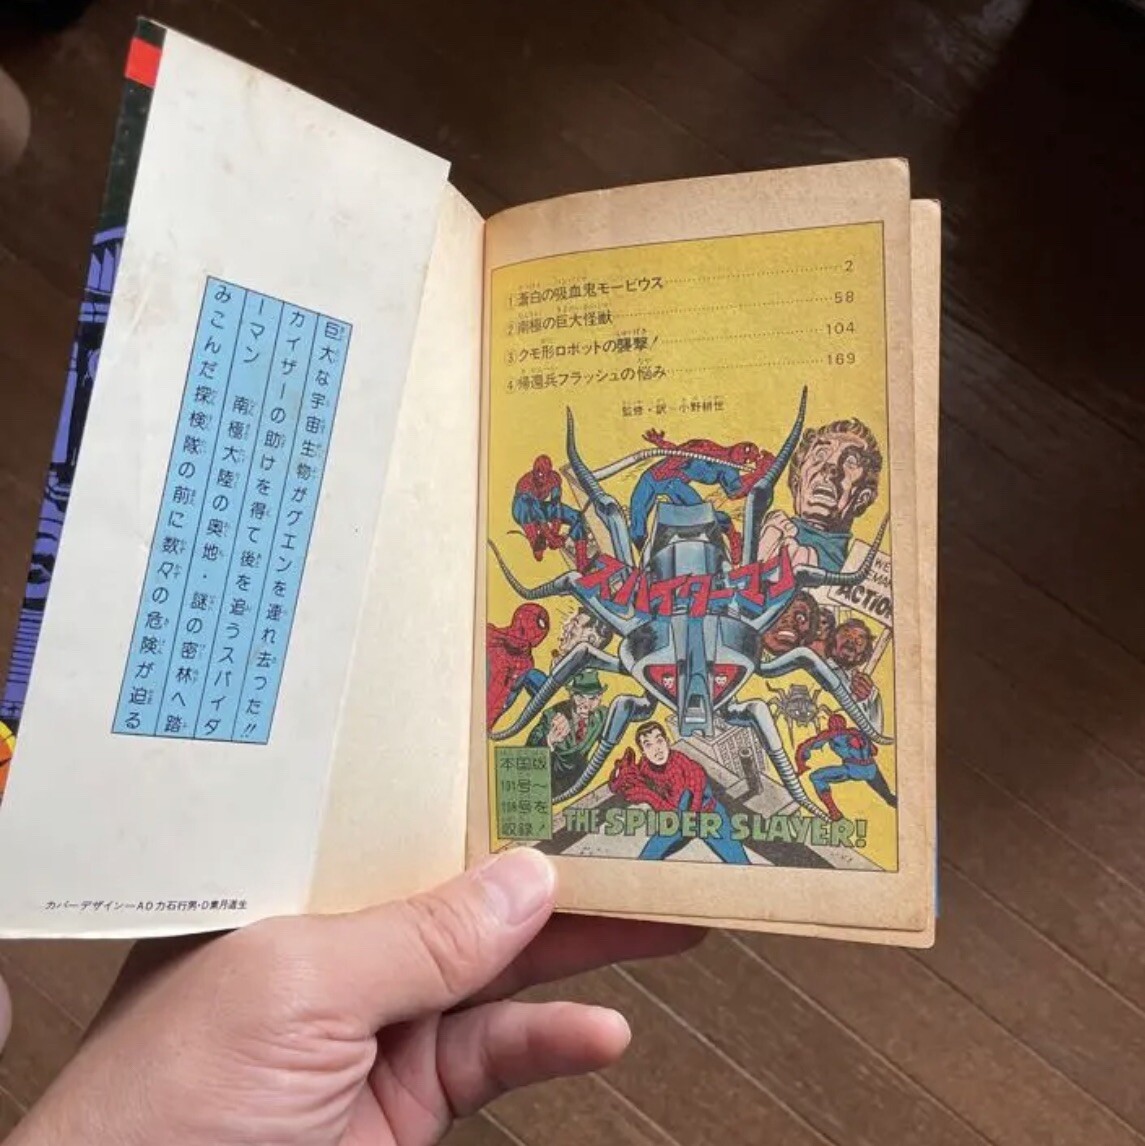 巨大な宇宙生物がグエンを連れ去った!!
カイザーの助けを得て後を追うスパイダ
ーマン 南極大陸の奥地・謎の密林へ踏
みこんだ探検隊の前に数々の危険が迫る
カバーデザイン—AD力石行男・D葉月道生
1 蒼白の吸血鬼モービウス 2
2 南極の巨大怪獣 58
3 クモ形ロボットの襲撃! 104
4 帰還兵フラッシュの悩み 169
監修・訳—小野耕世
WE
DEMAND
ACTION
スパイダーマン
本国版
101号〜
108号を
収録!
THE SPIDER SLAYER!